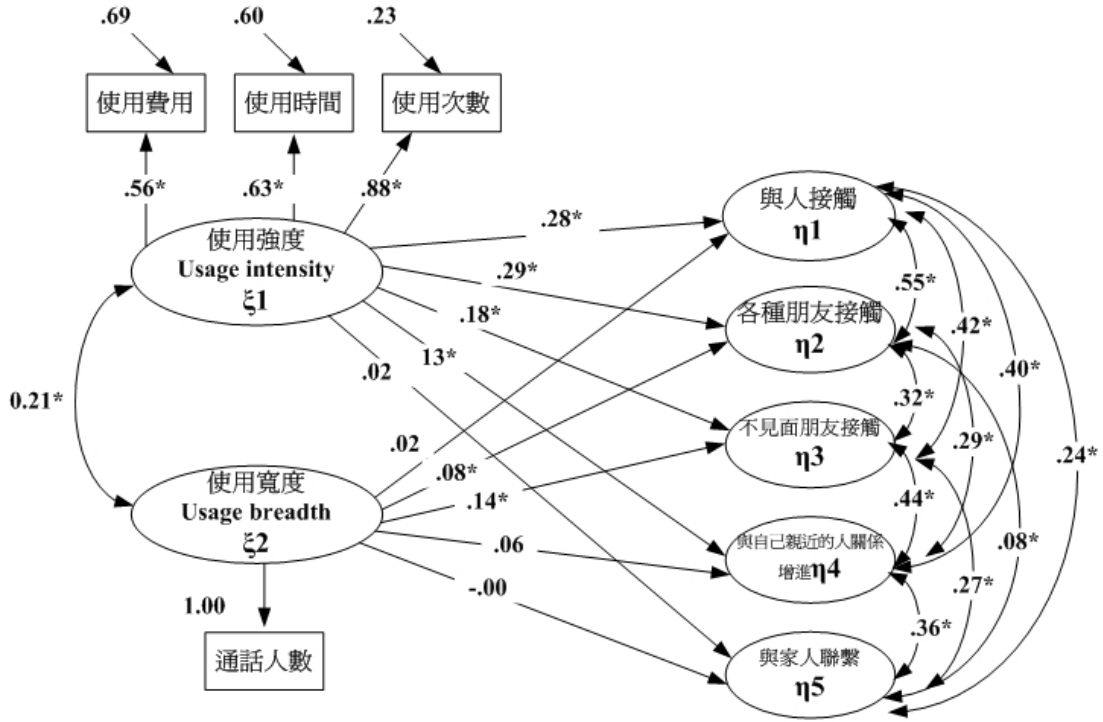 .69
.60
.23
使用費用
使用時間
使用次數
.56*
.63*
.88*
使用強度
Usage intensity
ξ1
0.21*
使用寬度
Usage breadth
ξ2
1.00
通話人數
.28*
.29*
.18*
13*
.02
.02
.08*
.14*
.06
-.00
與人接觸
η1
各種朋友接觸
η2
不見面朋友接觸
η3
與自己親近的人關係
增進η4
與家人聯繫
η5
.55*
.42*
.40*
.32*
.29*
.24*
.44*
.08*
.27*
.36*